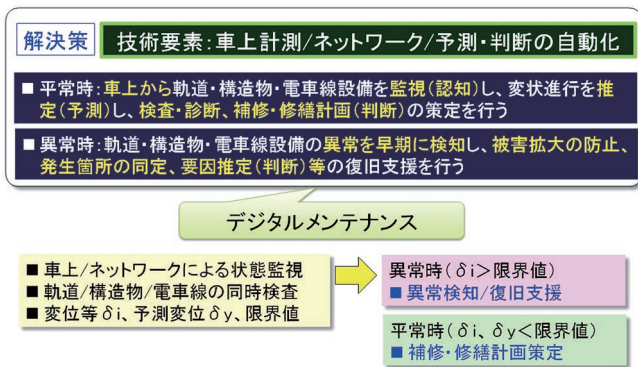 解決策
技術要素:車上計測/ネットワーク/予測・判断の自動化
■ 平常時:車上から軌道・構造物・電車線設備を監視(認知)し、変状進行を推
定(予測)し、検査・診断、補修・修繕計画(判断)の策定を行う
■ 異常時:軌道・構造物・電車線設備の異常を早期に検知し、被害拡大の防止、
発生箇所の同定、要因推定(判断)等の復旧支援を行う
デジタルメンテナンス
■ 車上/ネットワークによる状態監視
■ 軌道/構造物/電車線の同時検査
■ 変位等δi、予測変位δy、限界値
異常時(δi>限界値)
■ 異常検知/復旧支援
平常時(δi、δy<限界値)
■ 補修・修繕計画策定